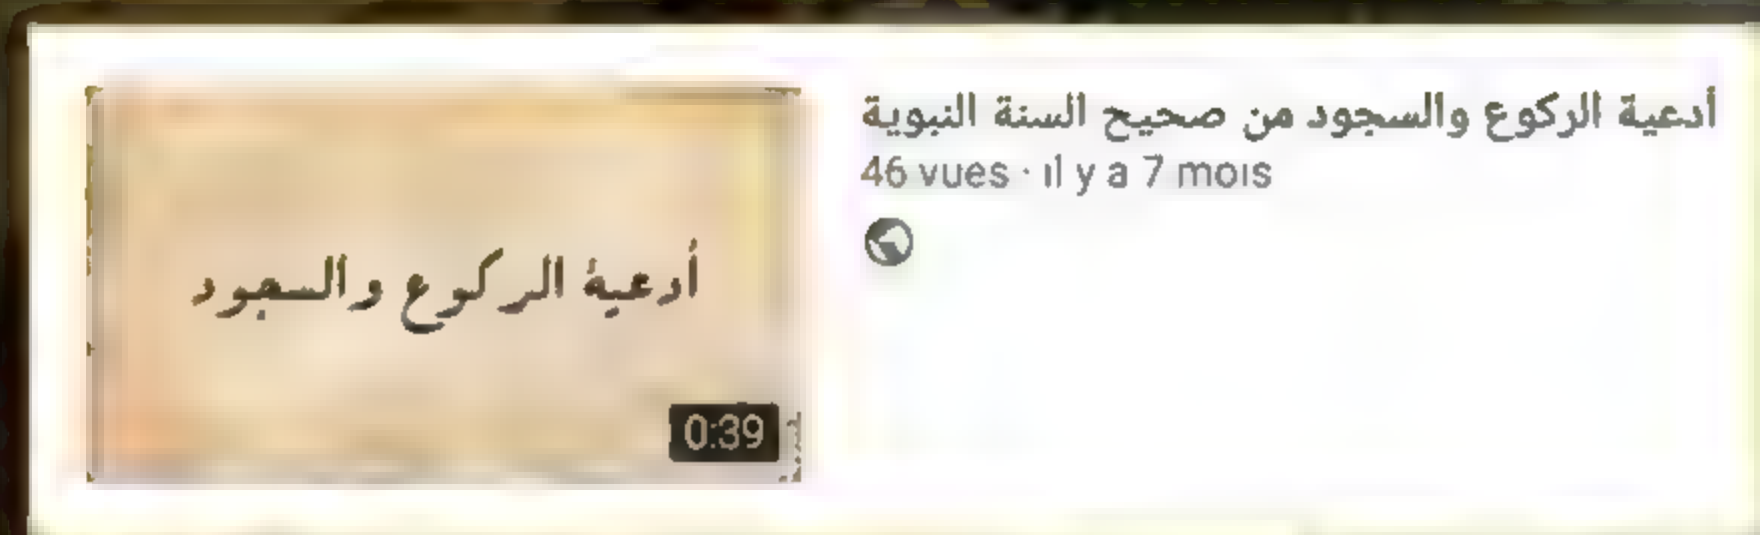 أدعية الركوع والسجود من صحيح السنة النبوية
46 vues · il y a 7 mois
أدعية الركوع والسجود
0:39